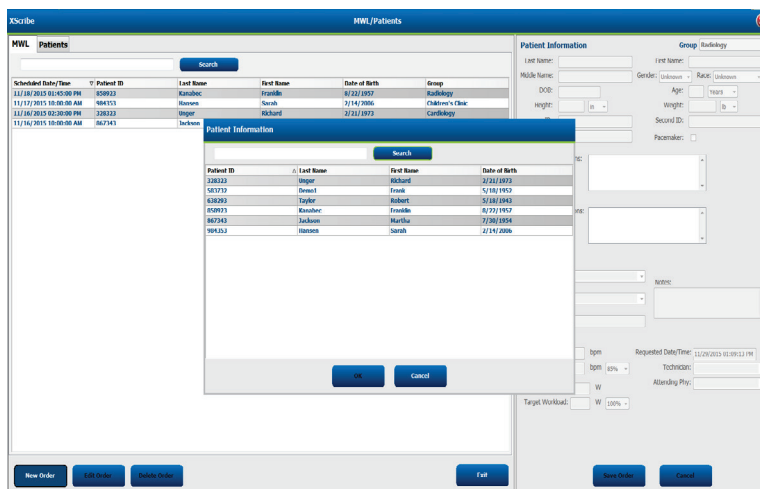 XScribe MWL/Patients
MWL Patients
Search
Scheduled Date/Time Patient ID Last Name First Name Date of Birth Group
11/18/2015 01:45:00 PM 858923 Kanabec Franklin 8/22/1957 Radiology
11/17/2015 10:00:00 AM 984353 Hansen Sarah 2/14/2006 Children's Clinic
11/16/2015 02:30:00 PM 328323 Unger Richard 2/21/1973 Cardiology
11/16/2015 10:00:00 AM 867343 Jackson
Patient Information
Search
Patient ID Last Name First Name Date of Birth
328323 Unger Richard 2/21/1973
583732 Demo1 Frank 5/18/1952
638293 Taylor Robert 5/18/1943
858923 Kanabec Franklin 8/22/1957
867343 Jackson Martha 7/30/1954
984353 Hansen Sarah 2/14/2006
OK Cancel
New Order Edit Order Delete Order Exit
Patient Information Group Radiology
Last Name: First Name:
Middle Name: Gender: Unknown Race: Unknown
DOB: Age: Years
Height: in Weight: lb
Second ID:
Pacemaker:
ns:
ons:
Notes:
bpm Requested Date/Time: 11/29/2015 01:09:13 PM
bpm 85% Technician:
W Attending Phy:
Target Workload: W 100%
Save Order Cancel